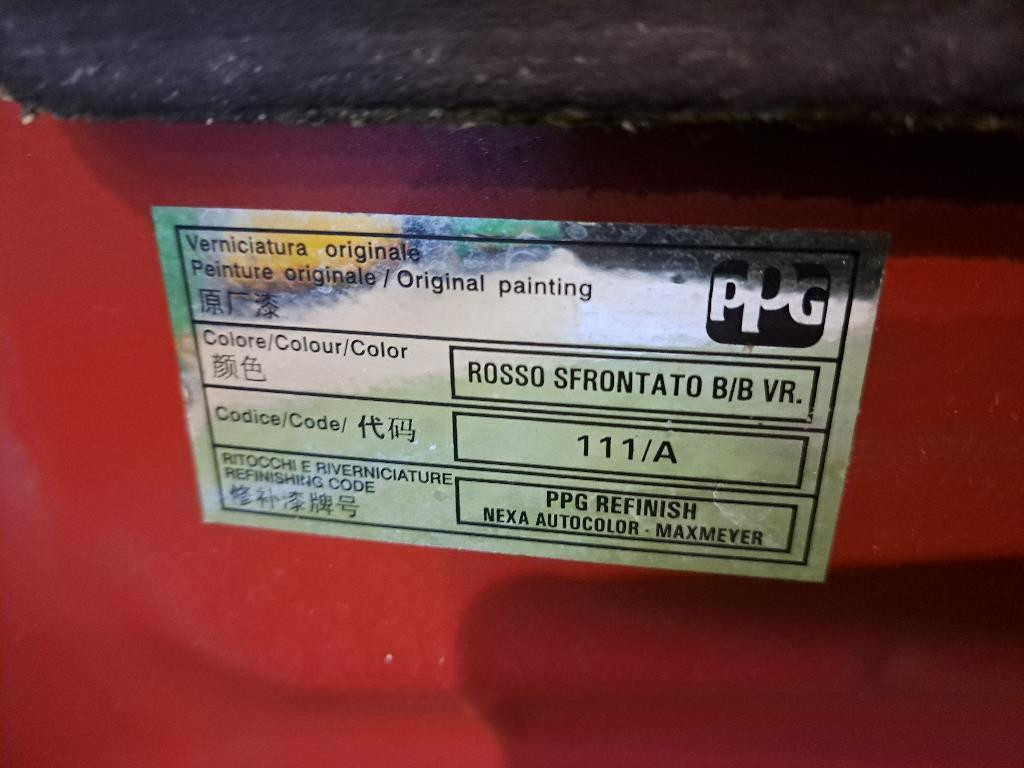 Verniciatura originale
Peinture originale / Original painting
原厂漆
PPG
Colore/Colour/Color
颜色
ROSSO SFRONTATO B/B VR.
Codice/Code/ 代码
111/A
RITOCCHI E RIVERNICIATURE
REFINISHING CODE
修补漆牌号
PPG REFINISH
NEXA AUTOCOLOR - MAXMEYER